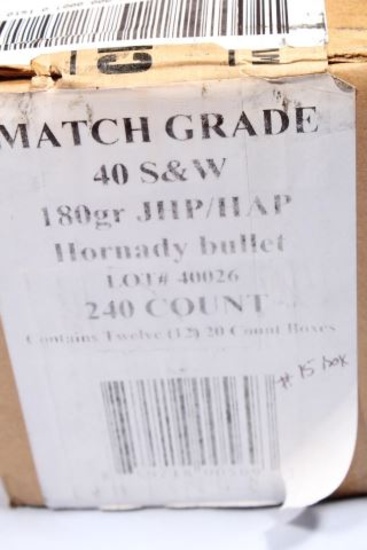 MATCH GRADE
40 S&W
180gr JHP/HAP
Hornady bullet
LOT# 40026
240 COUNT
Contains Twelve (12) 20 Count Boxes
15/box